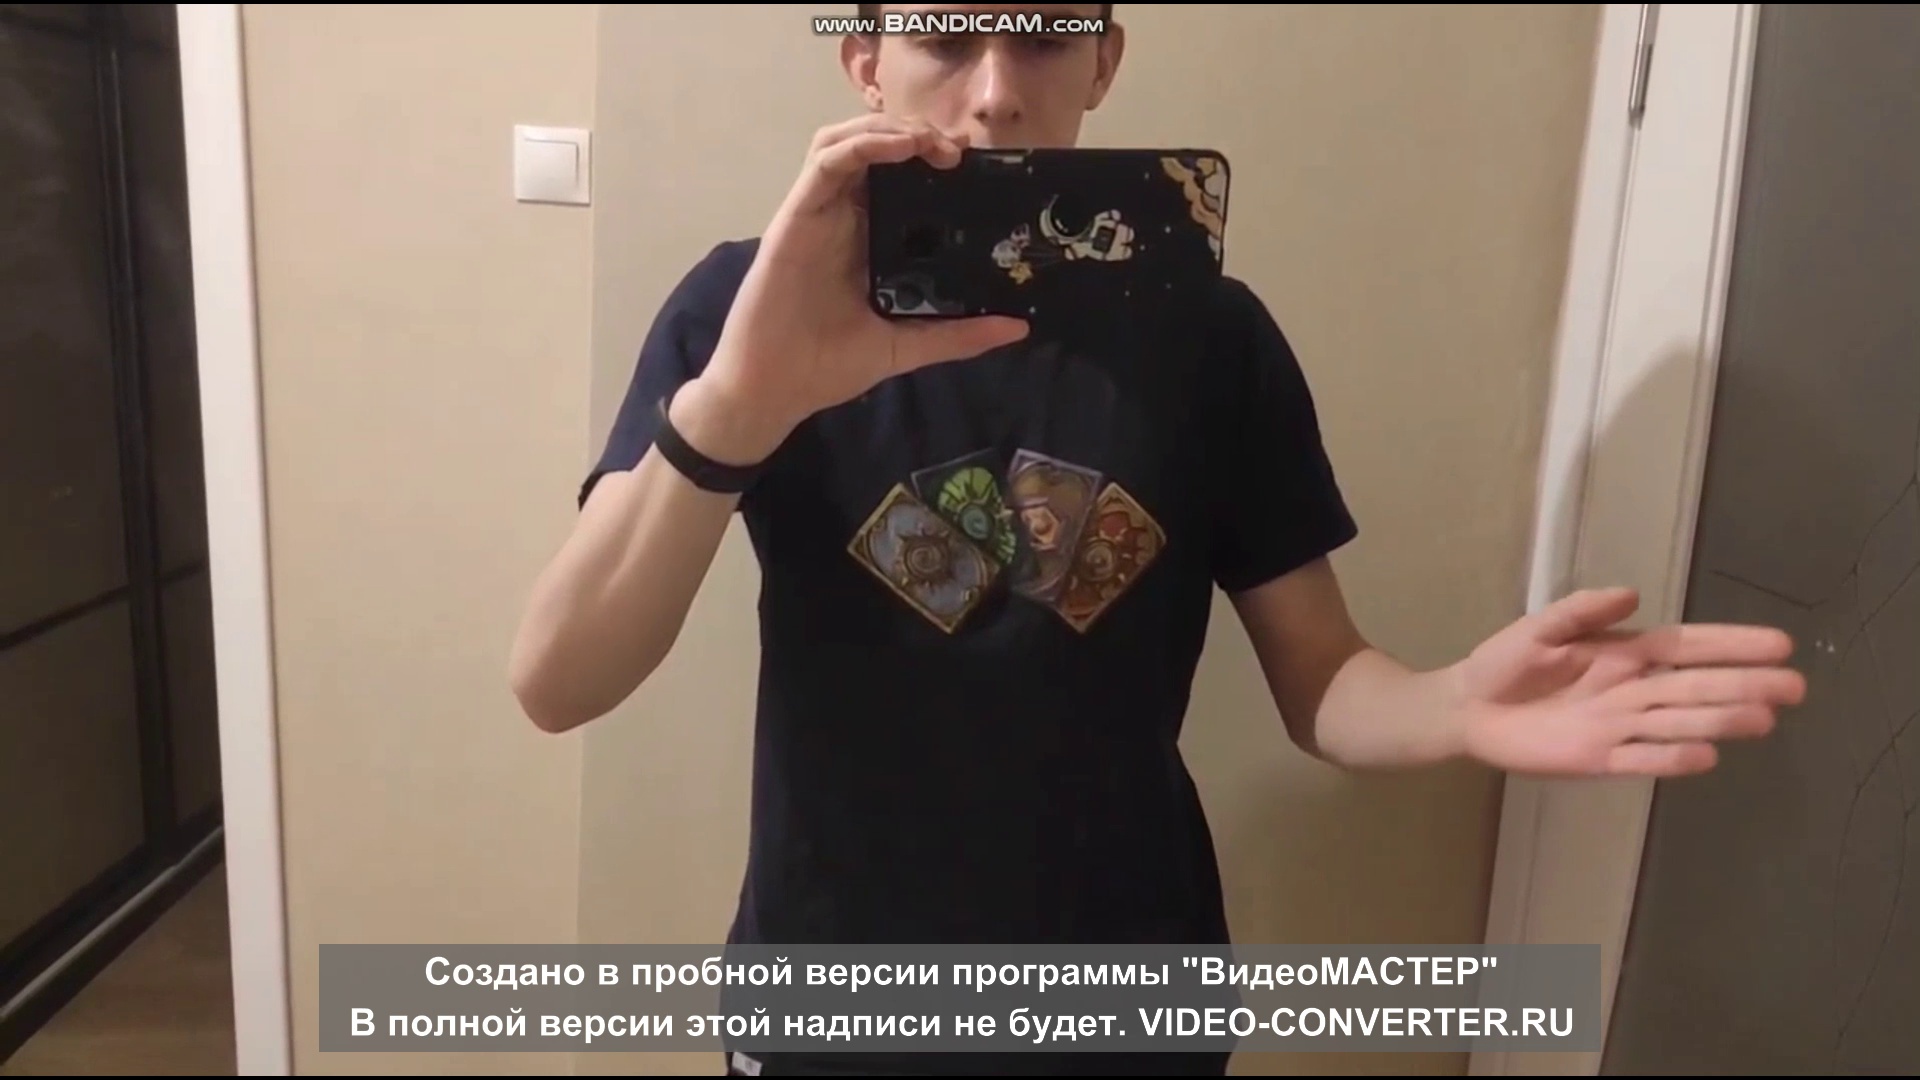 www.BANDICAM.com
Создано в пробной версии программы "ВидеоМАСТЕР"
В полной версии этой надписи не будет. VIDEO-CONVERTER.RU